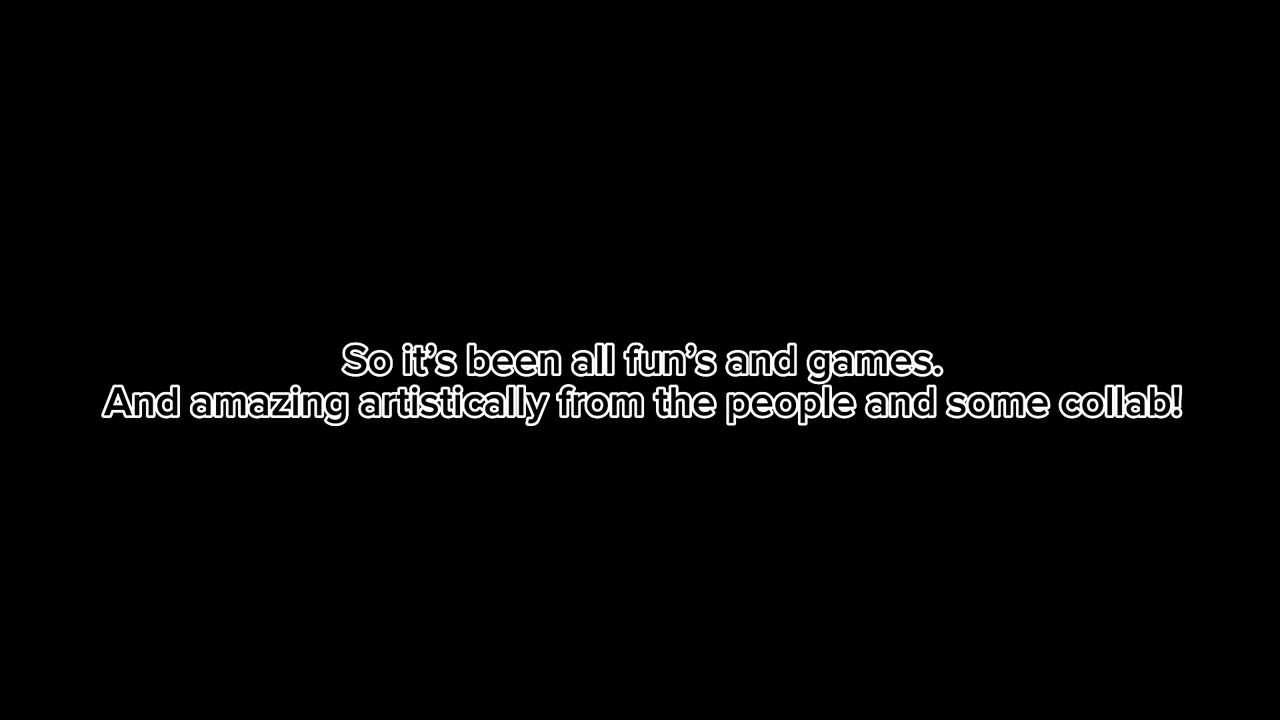 So it’s been all fun’s and games.
And amazing artistically from the people and some collab!